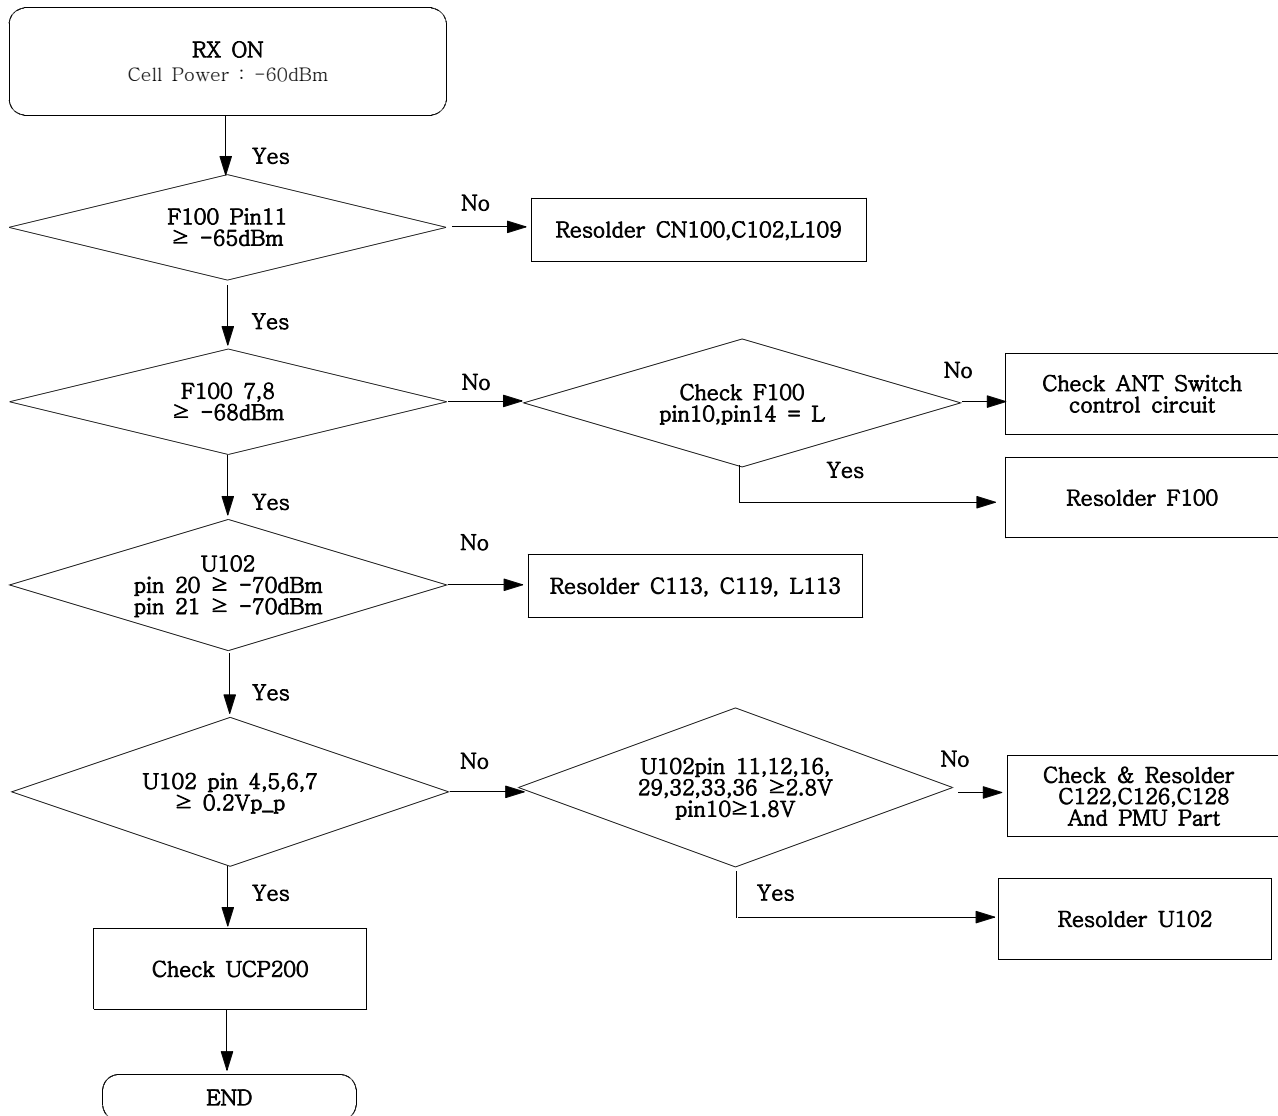 RX ON
Cell Power : -60dBm
Yes
F100 Pin11
≥ -65dBm
No
Resolder CN100,C102,L109
Yes
F100 7,8
≥ -68dBm
No
Check F100
pin10,pin14 = L
No
Check ANT Switch
control circuit
Yes
Resolder F100
Yes
U102
pin 20 ≥ -70dBm
pin 21 ≥ -70dBm
No
Resolder C113, C119, L113
Yes
U102 pin 4,5,6,7
≥ 0.2Vp_p
No
U102pin 11,12,16,
29,32,33,36 ≥2.8V
pin10≥1.8V
No
Check & Resolder
C122,C126,C128
And PMU Part
Yes
Resolder U102
Yes
Check UCP200
END